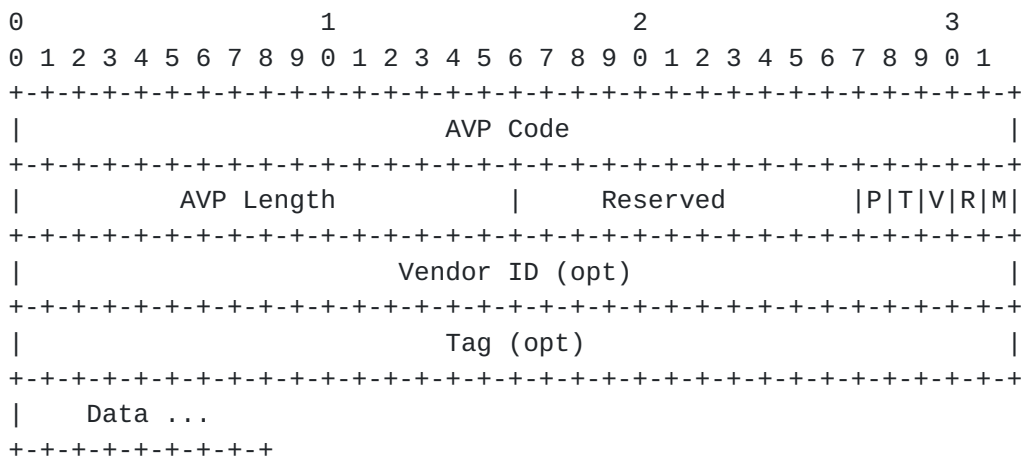 0                   1                   2                   3
0 1 2 3 4 5 6 7 8 9 0 1 2 3 4 5 6 7 8 9 0 1 2 3 4 5 6 7 8 9 0 1
+-+-+-+-+-+-+-+-+-+-+-+-+-+-+-+-+-+-+-+-+-+-+-+-+-+-+-+-+-+-+-+-+
|                           AVP Code                            |
+-+-+-+-+-+-+-+-+-+-+-+-+-+-+-+-+-+-+-+-+-+-+-+-+-+-+-+-+-+-+-+-+
|          AVP Length           |     Reserved        |P|T|V|R|M|
+-+-+-+-+-+-+-+-+-+-+-+-+-+-+-+-+-+-+-+-+-+-+-+-+-+-+-+-+-+-+-+-+
|                        Vendor ID (opt)                        |
+-+-+-+-+-+-+-+-+-+-+-+-+-+-+-+-+-+-+-+-+-+-+-+-+-+-+-+-+-+-+-+-+
|                           Tag (opt)                           |
+-+-+-+-+-+-+-+-+-+-+-+-+-+-+-+-+-+-+-+-+-+-+-+-+-+-+-+-+-+-+-+-+
|    Data ...
+-+-+-+-+-+-+-+-+